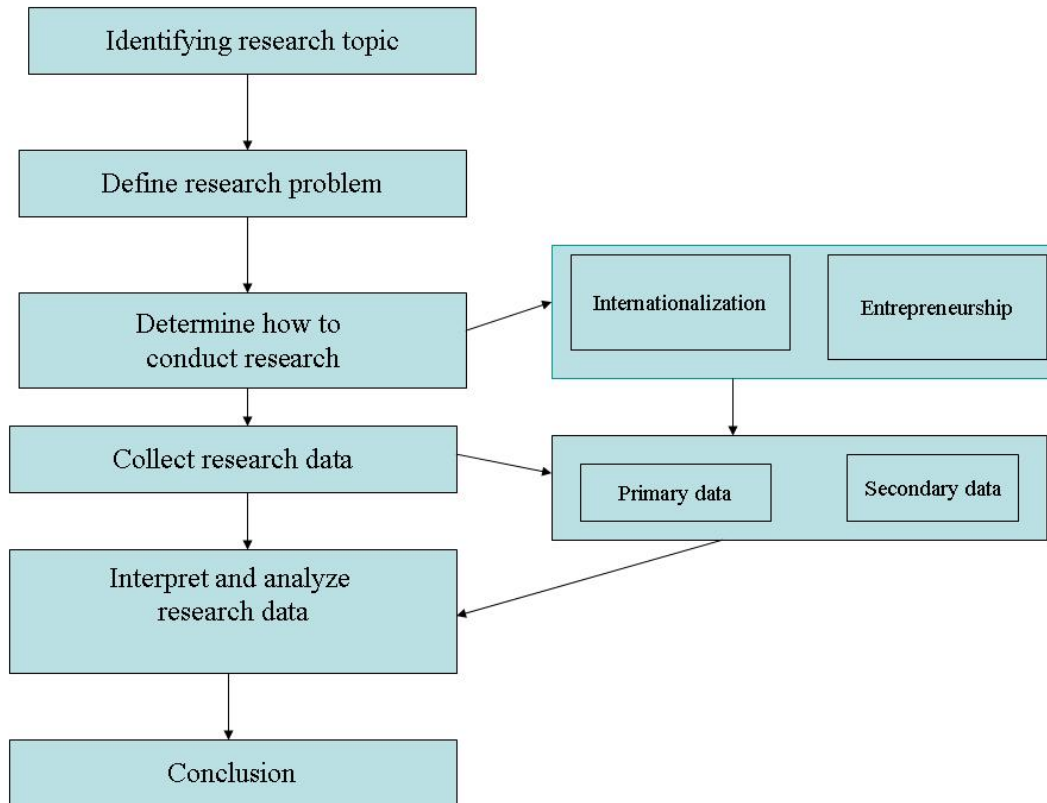 Identifying research topic
Define research problem
Determine how to
conduct research
Internationalization
Entrepreneurship
Collect research data
Primary data
Secondary data
Interpret and analyze
research data
Conclusion